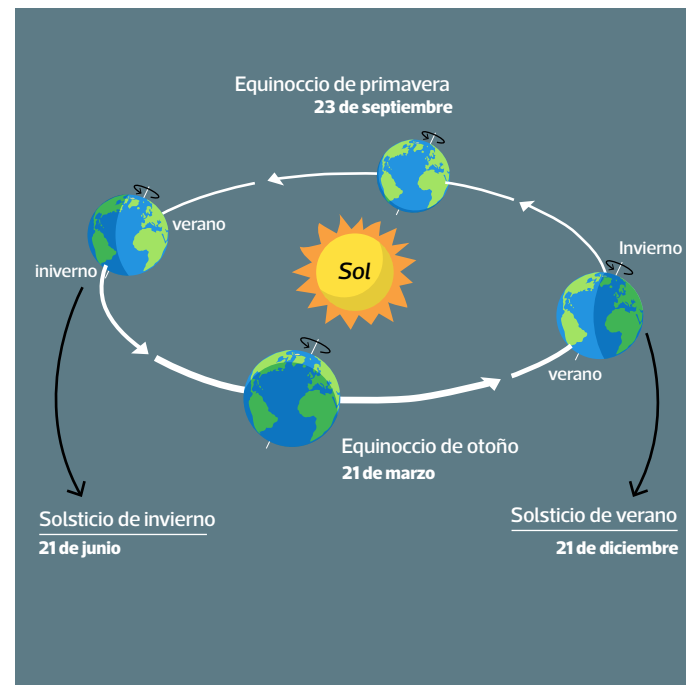 Equinoccio de primavera
23 de septiembre
verano
Invierno
iniverno
Sol
verano
Equinoccio de otoño
21 de marzo
Solsticio de invierno
21 de junio
Solsticio de verano
21 de diciembre